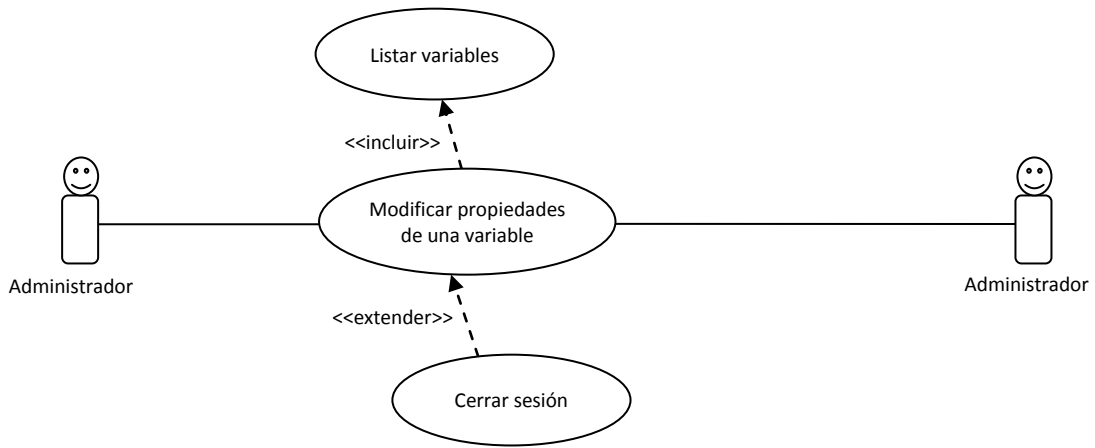 Listar variables
<<incluir>>
Modificar propiedades
de una variable
Administrador
Administrador
<<extender>>
Cerrar sesión